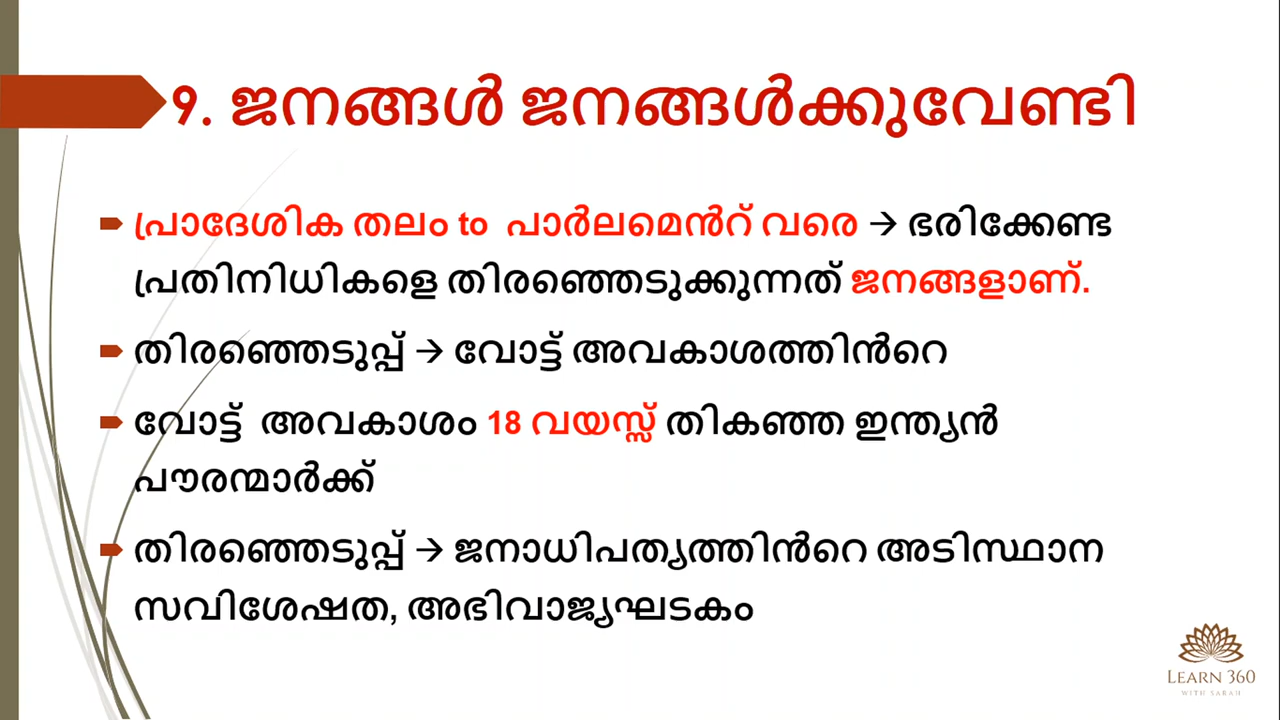 9. ജനങ്ങൾ ജനങ്ങൾക്കുവേണ്ടി
പ്രാദേശിക തലം to പാർലമെൻറ് വരെ → ഭരിക്കേണ്ട
പ്രതിനിധികളെ തിരഞ്ഞെടുക്കുന്നത് ജനങ്ങളാണ്.
തിരഞ്ഞെടുപ്പ് → വോട്ട് അവകാശത്തിൻറെ
വോട്ട് അവകാശം 18 വയസ്സ് തികഞ്ഞ ഇന്ത്യൻ
പൗരന്മാർക്ക്
തിരഞ്ഞെടുപ്പ് → ജനാധിപത്യത്തിൻറെ അടിസ്ഥാന
സവിശേഷത, അഭിവാജ്യഘടകം
LEARN 360
WITH SARAH